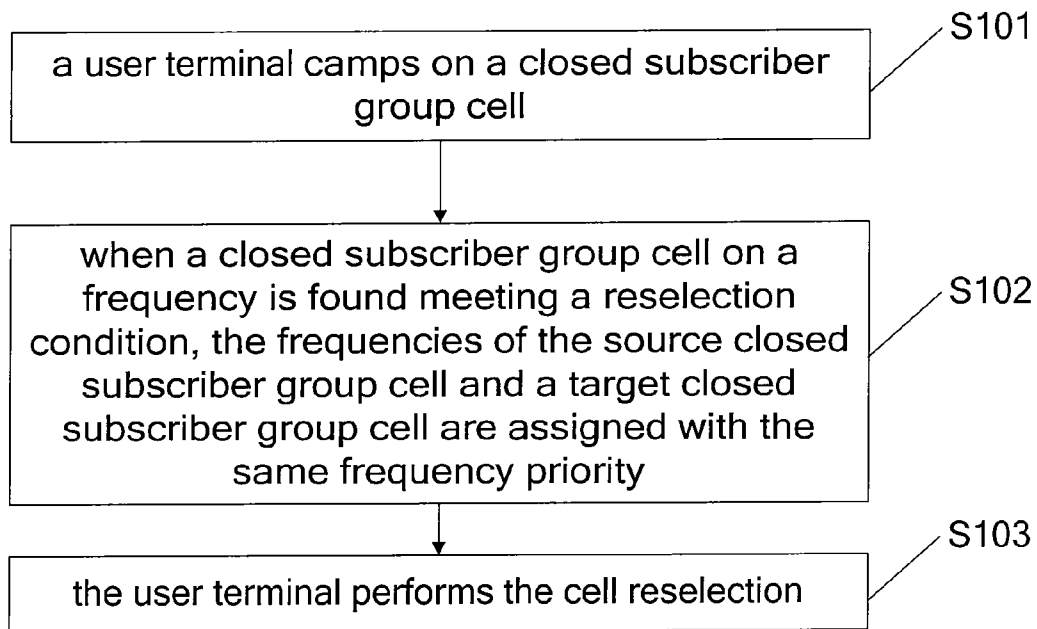 S101
a user terminal camps on a closed subscriber
group cell
when a closed subscriber group cell on a
frequency is found meeting a reselection
condition, the frequencies of the source closed
subscriber group cell and a target closed
subscriber group cell are assigned with the
same frequency priority
S102
S103
the user terminal performs the cell reselection